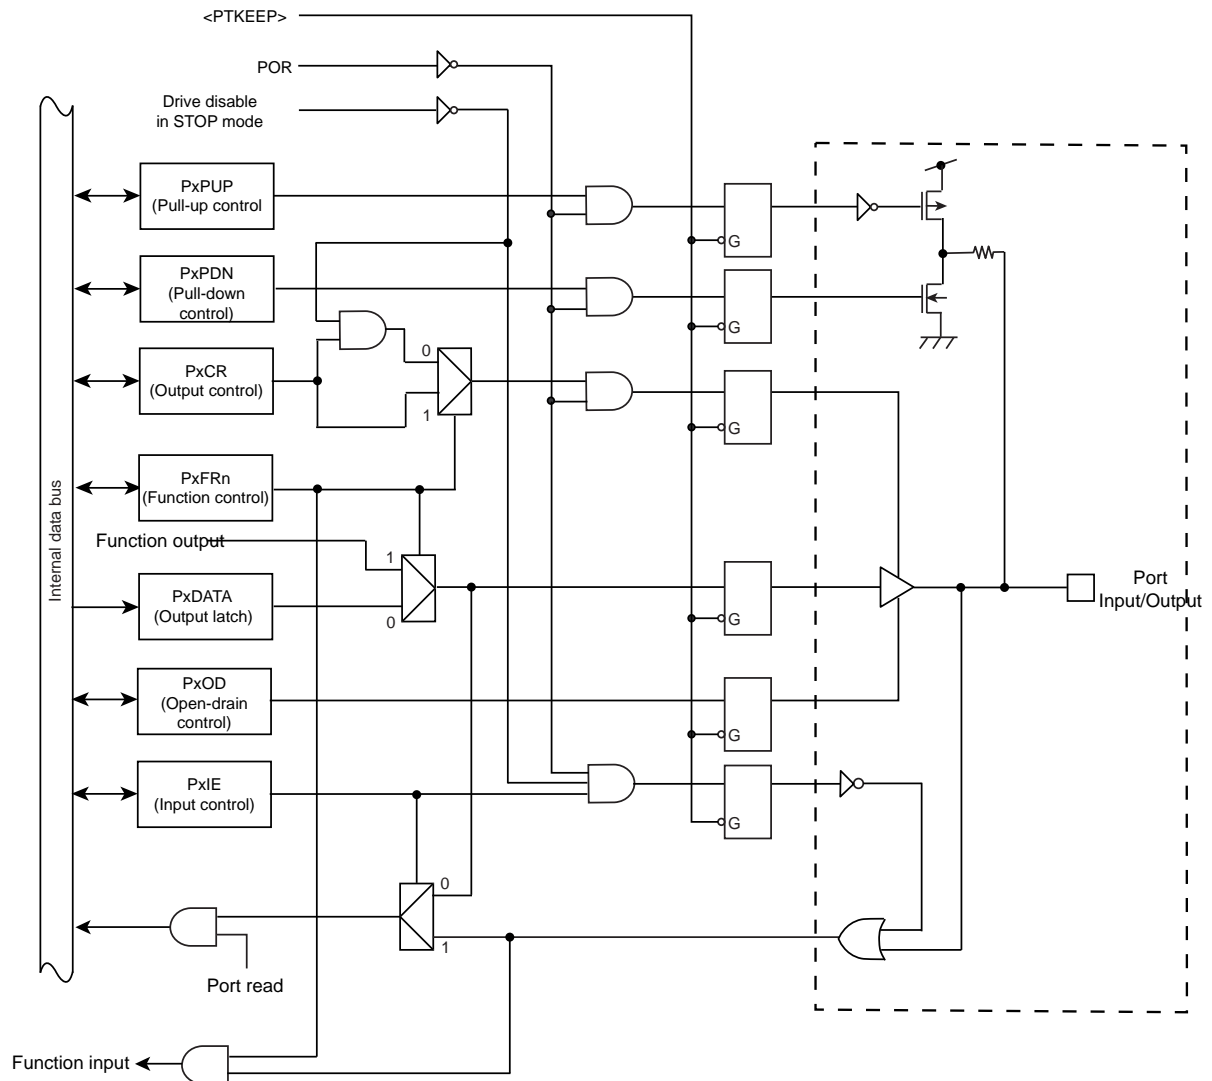 <PTKEEP>
POR
Drive disable
in STOP mode
PxPUP
(Pull-up control
G
PxPDN
(Pull-down
control)
G
PxCR
(Output control)
0
1
G
PxFRn
(Function control)
Internal data bus
Function output
1
0
PxDATA
(Output latch)
G
Port
Input/Output
PxOD
(Open-drain
control)
G
PxIE
(Input control)
G
0
1
Port read
Function input